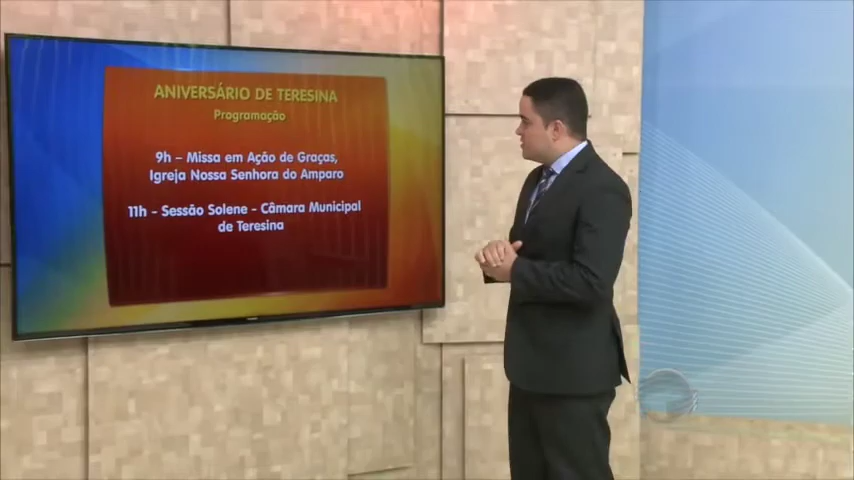 ANIVERSÁRIO DE TERESINA
Programação
9h - Missa em Ação de Graças,
Igreja Nossa Senhora do Amparo
11h - Sessão Solene - Câmara Municipal
de Teresina